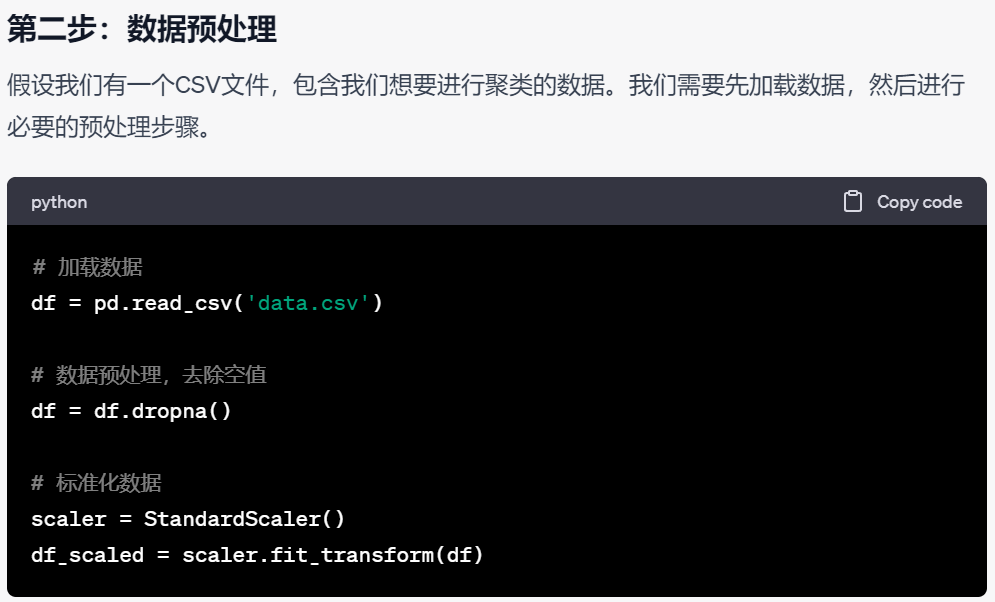 第二步：数据预处理
假设我们有一个CSV文件，包含我们想要进行聚类的数据。我们需要先加载数据，然后进行
必要的预处理步骤。
python
Copy code
# 加载数据
df = pd.read_csv('data.csv')
# 数据预处理，去除空值
df = df.dropna()
# 标准化数据
scaler = StandardScaler()
df_scaled = scaler.fit_transform(df)